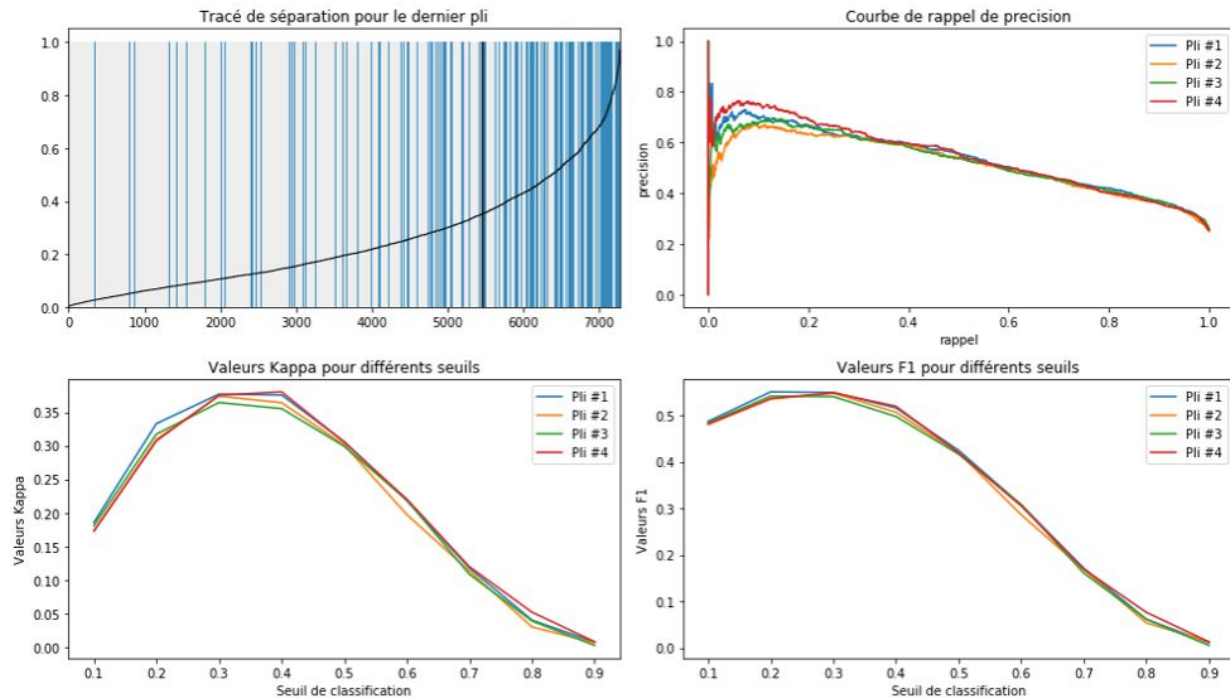 Tracé de séparation pour le dernier pli
1.0
0.8
0.6
0.4
0.2
0.0
0 1000 2000 3000 4000 5000 6000 7000
Courbe de rappel de precision
1.0
0.8
0.6
0.4
0.2
0.0
precision
Pli #1
Pli #2
Pli #3
Pli #4
0.0 0.2 0.4 0.6 0.8 1.0
rappel
Valeurs Kappa pour différents seuils
0.35
0.30
0.25
0.20
0.15
0.10
0.05
0.00
Valeurs Kappa
Pli #1
Pli #2
Pli #3
Pli #4
0.1 0.2 0.3 0.4 0.5 0.6 0.7 0.8 0.9
Seuil de classification
Valeurs F1 pour différents seuils
0.5
0.4
0.3
0.2
0.1
0.0
Valeurs F1
Pli #1
Pli #2
Pli #3
Pli #4
0.1 0.2 0.3 0.4 0.5 0.6 0.7 0.8 0.9
Seuil de classification